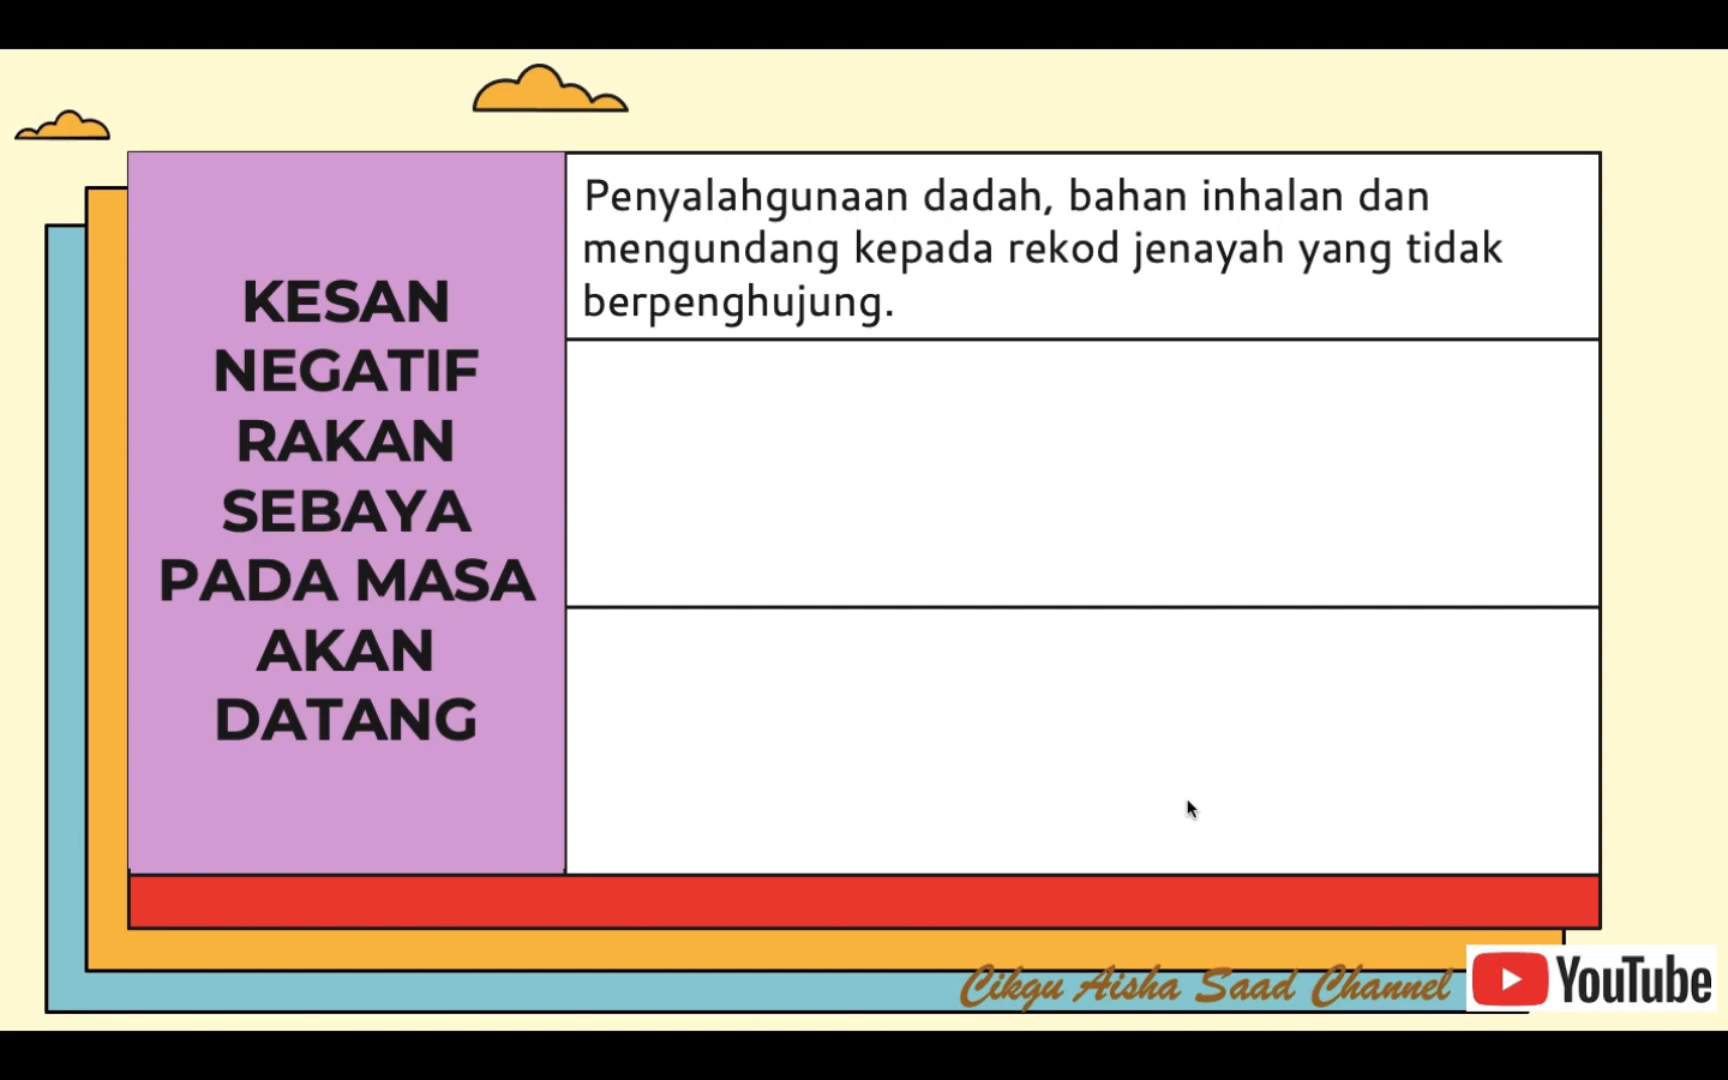 KESAN
NEGATIF
RAKAN
SEBAYA
PADA MASA
AKAN
DATANG
Penyalahgunaan dadah, bahan inhalan dan
mengundang kepada rekod jenayah yang tidak
berpenghujung.
Cikgu Aisha Saad Channel
YouTube